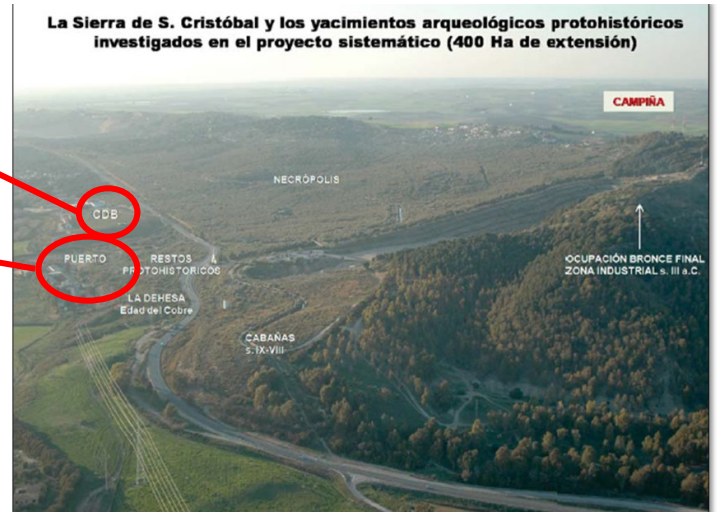 La Sierra de S. Cristóbal y los yacimientos arqueológicos protohistóricos
investigados en el proyecto sistemático (400 Ha de extensión)
CAMPIÑA
NECRÓPOLIS
CDB
PUERTO
RESTOS
PROTOHISTORICOS
OCUPACIÓN BRONCE FINAL
ZONA INDUSTRIAL s. III a.C.
LA DEHESA
Edad del Cobre
CABAÑAS
s. IX-VIII